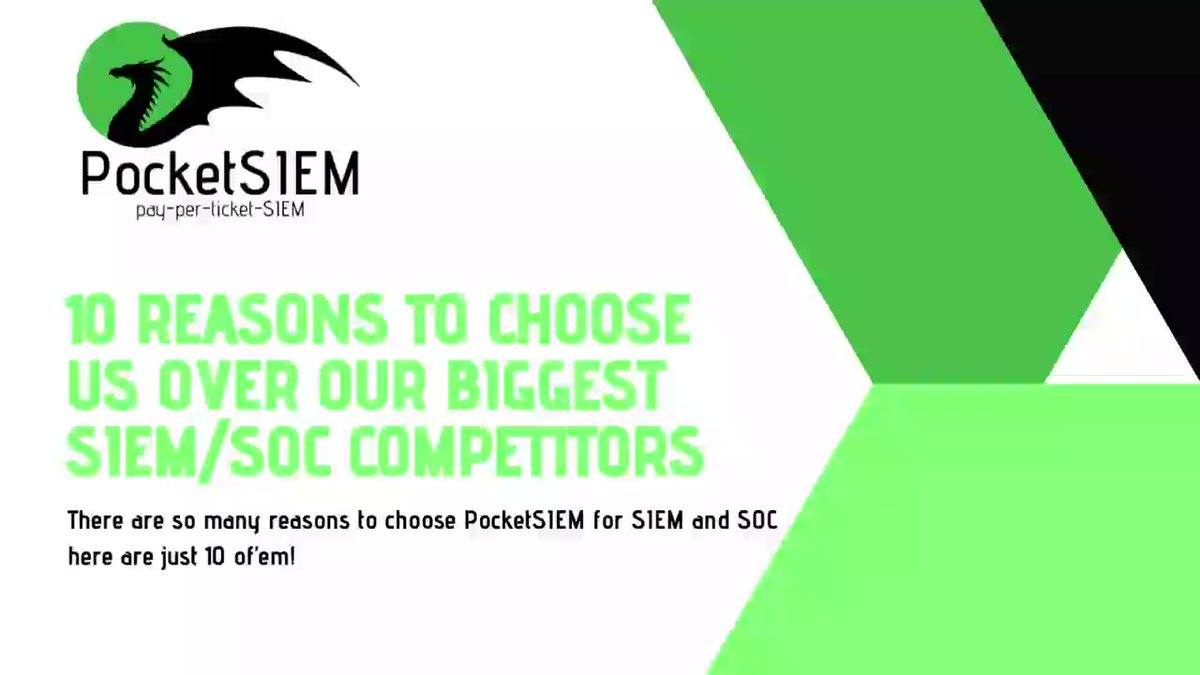 PocketSIEM
pay-per-ticket-SIEM
10 REASONS TO CHOOSE
US OVER OUR BIGGEST
SIEM/SOC COMPETITORS
There are so many reasons to choose PocketSIEM for SIEM and SOC
here are just 10 of'em!